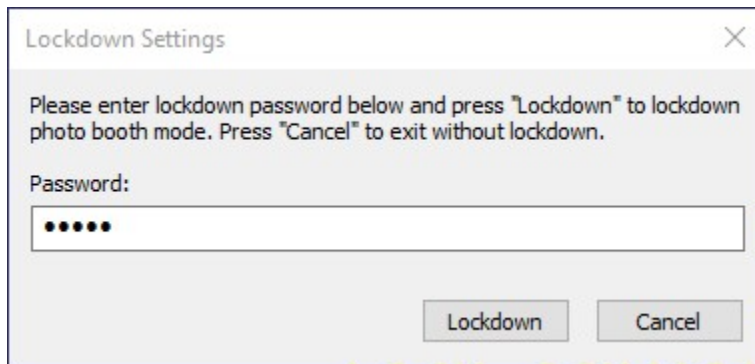 Lockdown Settings
Please enter lockdown password below and press "Lockdown" to lockdown
photo booth mode. Press "Cancel" to exit without lockdown.
Password:
•••••
Lockdown Cancel